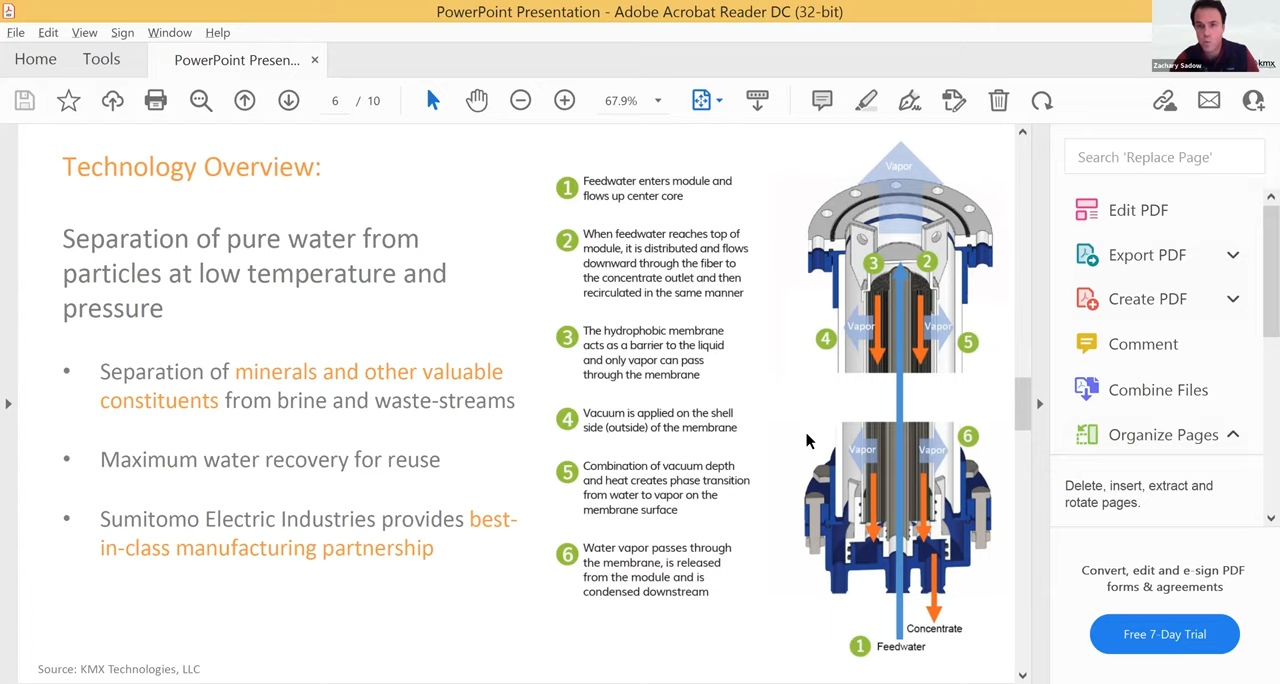 PowerPoint Presentation - Adobe Acrobat Reader DC (32-bit)
File Edit View Sign Window Help
Home Tools PowerPoint Presen... ×
6 / 10 67.9%
Zachary Sadow
kmx
Technology Overview:
Separation of pure water from
particles at low temperature and
pressure
• Separation of minerals and other valuable
constituents from brine and waste-streams
• Maximum water recovery for reuse
• Sumitomo Electric Industries provides best-
in-class manufacturing partnership
Source: KMX Technologies, LLC
1 Feedwater enters module and
flows up center core
2 When feedwater reaches top of
module, it is distributed and flows
downward through the fiber to
the concentrate outlet and then
recirculated in the same manner
3 The hydrophobic membrane
acts as a barrier to the liquid
and only vapor can pass
through the membrane
4 Vacuum is applied on the shell
side (outside) of the membrane
5 Combination of vacuum depth
and heat creates phase transition
from water to vapor on the
membrane surface
6 Water vapor passes through
the membrane, is released
from the module and is
condensed downstream
Vapor
3 2
Vapor Vapor
4 5
6
Vapor Vapor
Concentrate
1 Feedwater
Search 'Replace Page'
Edit PDF
Export PDF
Create PDF
Comment
Combine Files
Organize Pages
Delete, insert, extract and
rotate pages.
Convert, edit and e-sign PDF
forms & agreements
Free 7-Day Trial